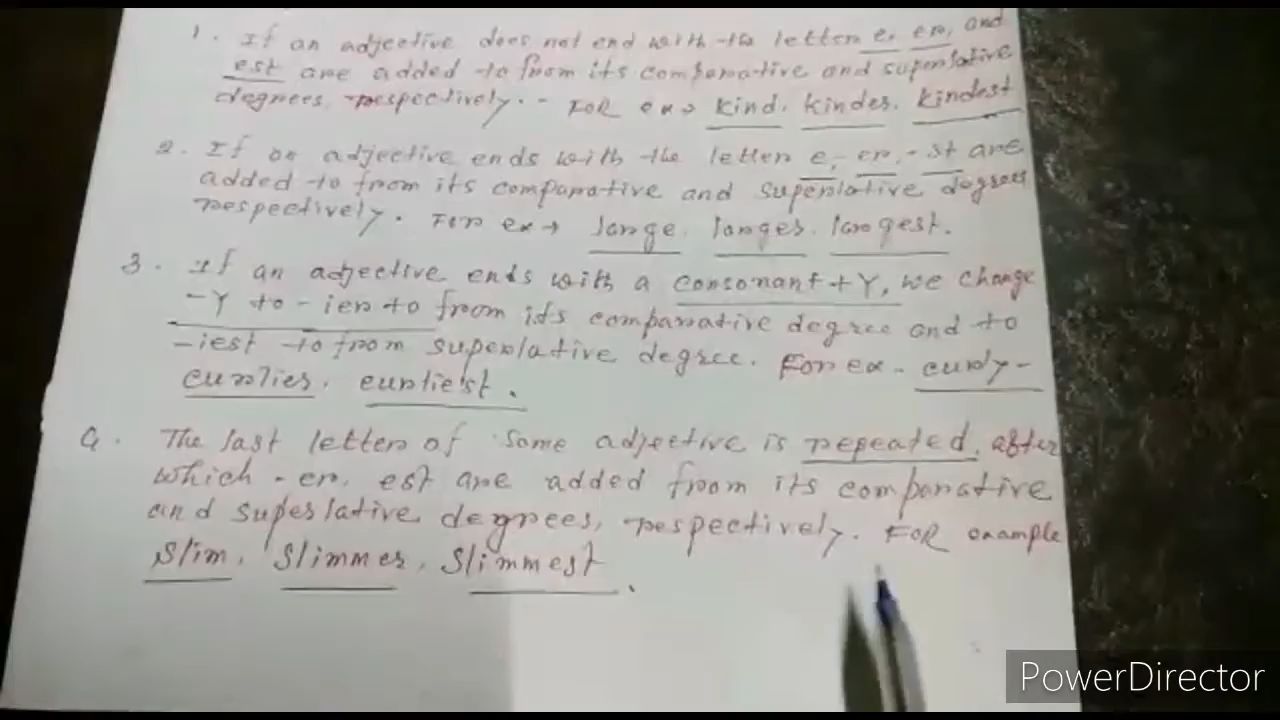 1. If an adjective does not end with the letter e. er, and
est are added to from its comparative and superlative
degrees, respectively. - FOR ex → kind. kinder. kindest
2. If an adjective ends with the letter e, - er, - st are
added to from its comparative and superlative degrees
respectively. For ex → large. larger. largest.
3. If an adjective ends with a consonant + Y, we change
- Y to - ier to from its comparative degree and to
- iest to from superlative degree. For ex - curly -
curlier. curliest.
4. The last letter of some adjective is repeated, after
which - er, est are added from its comparative
and superlative degrees, respectively. FOR example
Slim, Slimmer, Slimmest.
PowerDirector